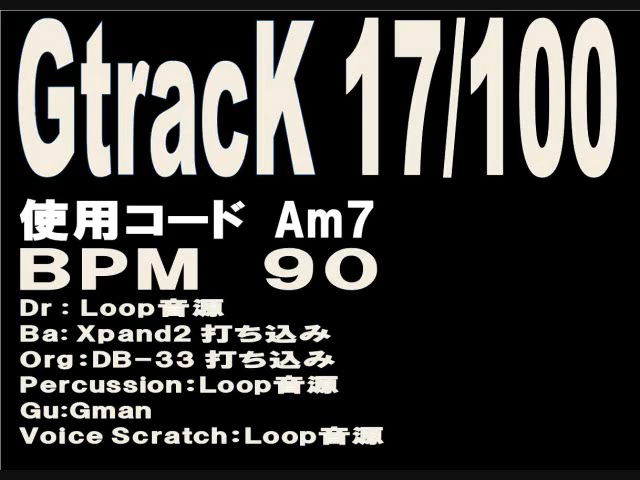 GtracK 17/100
使用コード Am7
BPM 90
Dr : Loop音源
Ba: Xpand2 打ち込み
Org:DB-33 打ち込み
Percussion:Loop音源
Gu:Gman
Voice Scratch:Loop音源